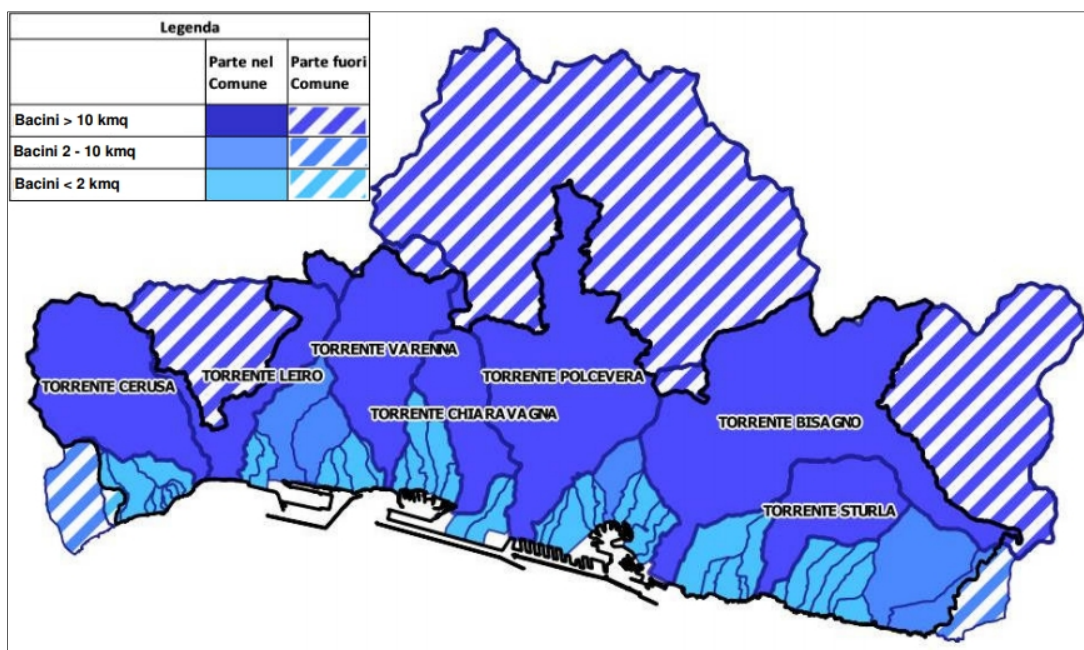 Legenda
Parte nel
Comune
Parte fuori
Comune
Bacini > 10 kmq
Bacini 2 - 10 kmq
Bacini < 2 kmq
TORRENTE VARENNA
TORRENTE CERUSA
TORRENTE LEIRO
TORRENTE POLCEVERA
TORRENTE CHIARAVAGNA
TORRENTE BISAGNO
TORRENTE STURLA